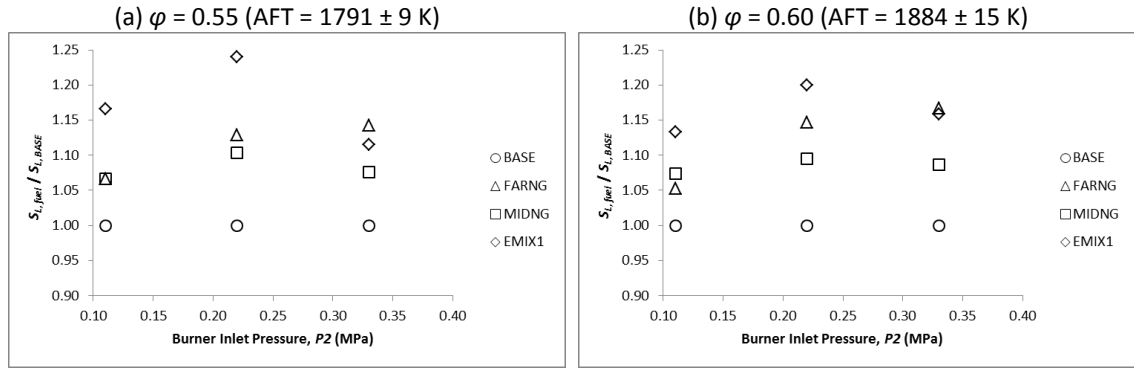 (a) φ = 0.55 (AFT = 1791 ± 9 K)
1.25
1.20
1.15
1.10
1.05
1.00
0.95
0.90
S_L,fuel / S_L,BASE
0.10 0.15 0.20 0.25 0.30 0.35 0.40
Burner Inlet Pressure, P2 (MPa)
BASE
FARNG
MIDNG
EMIX1
(b) φ = 0.60 (AFT = 1884 ± 15 K)
1.25
1.20
1.15
1.10
1.05
1.00
0.95
0.90
S_L,fuel / S_L,BASE
0.10 0.15 0.20 0.25 0.30 0.35 0.40
Burner Inlet Pressure, P2 (MPa)
BASE
FARNG
MIDNG
EMIX1